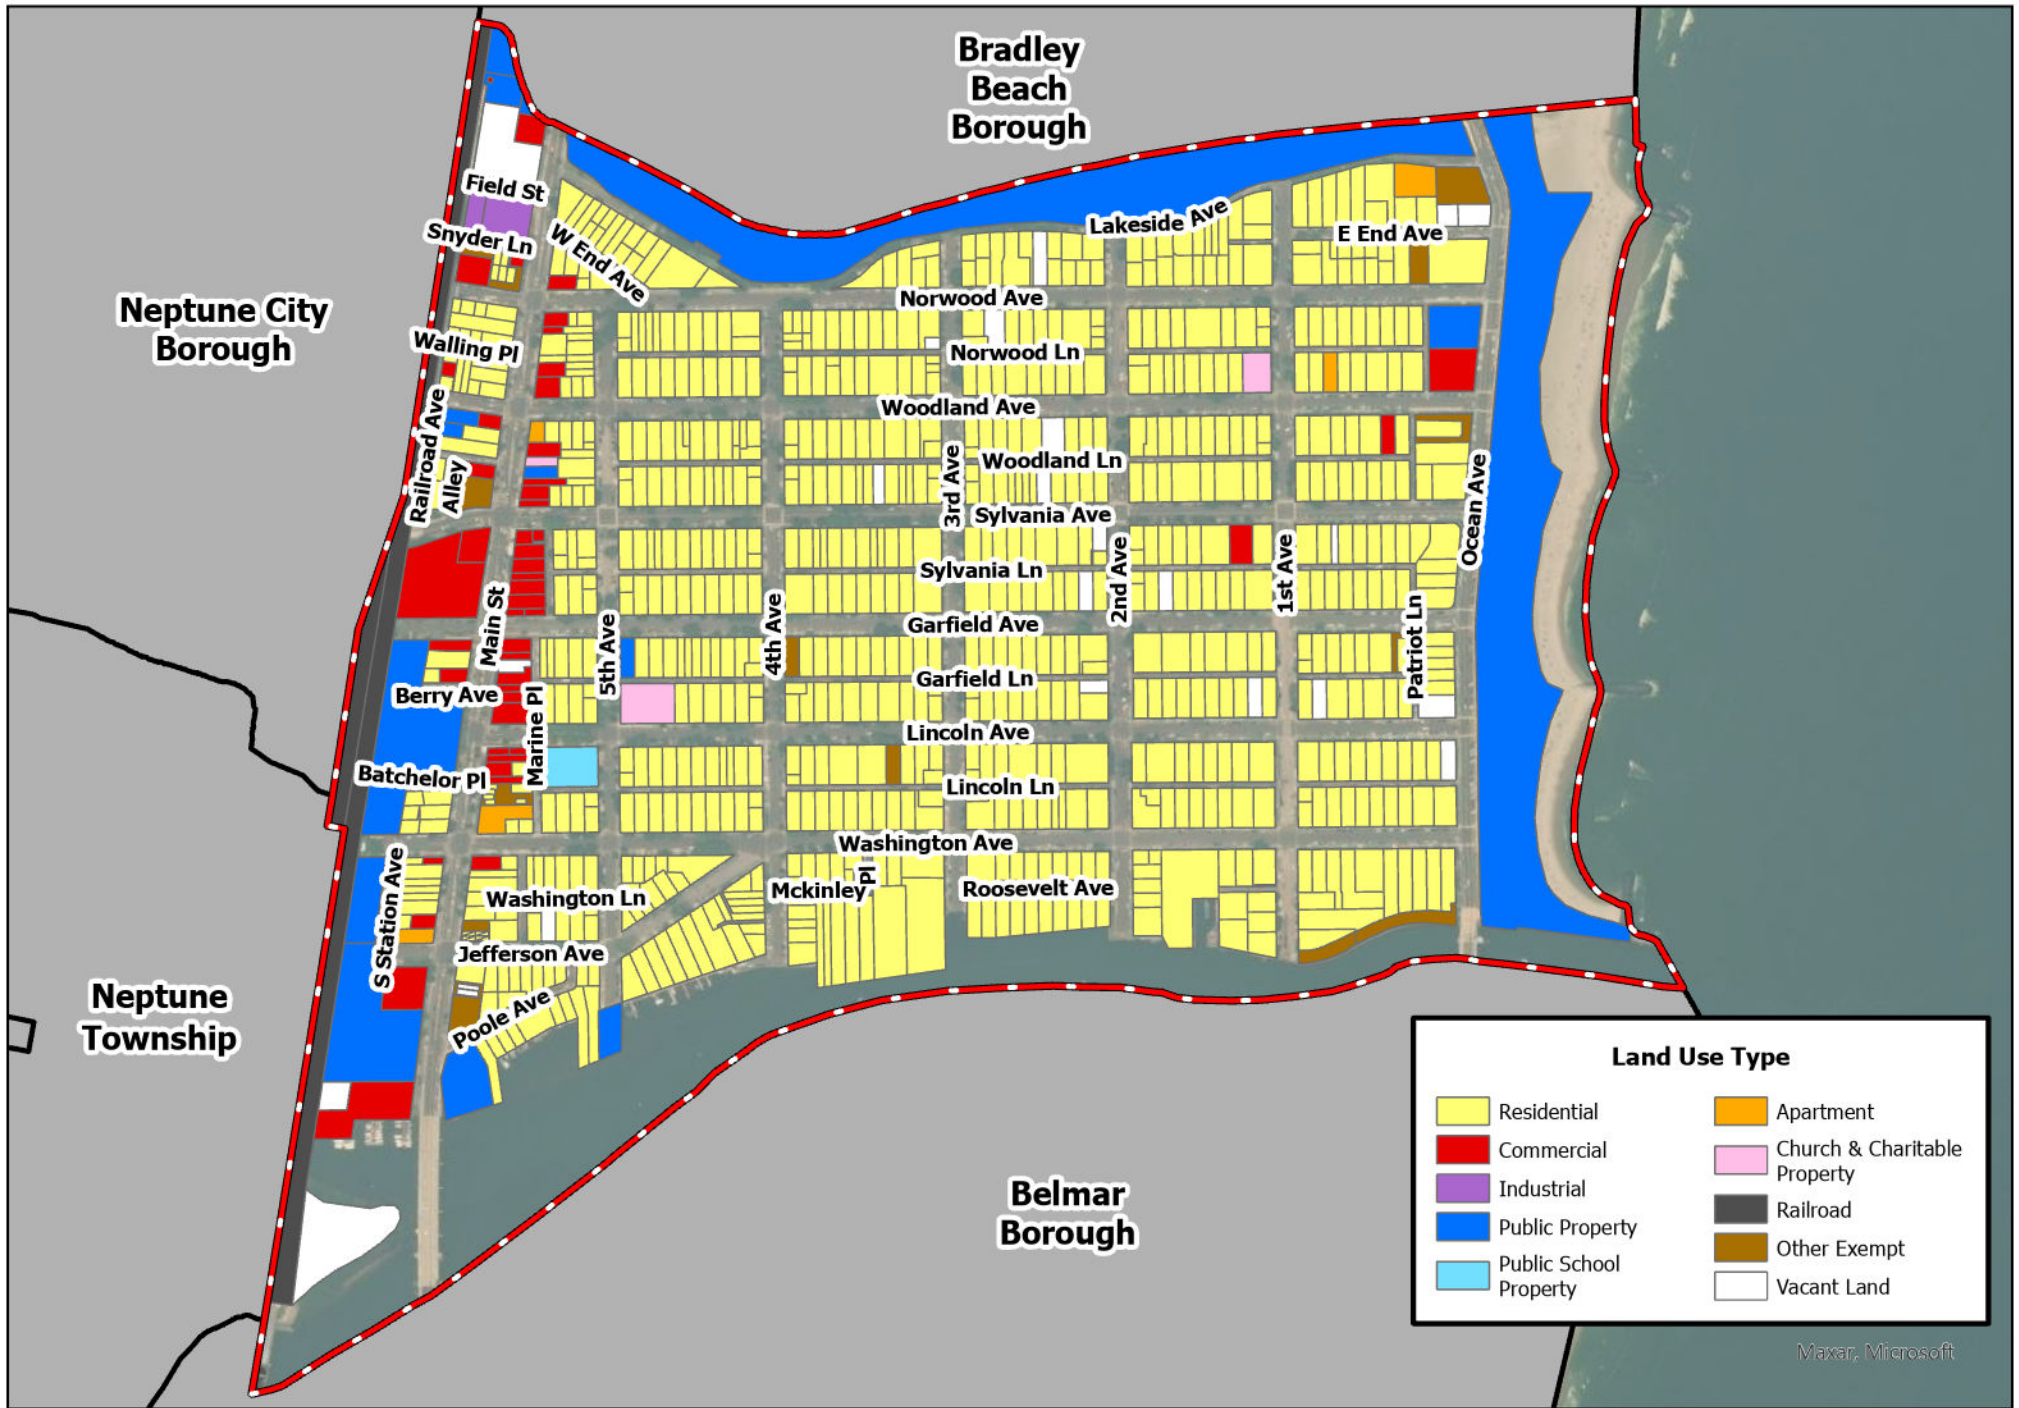 Bradley
Beach
Borough
Field St
Snyder Ln
W End Ave
Lakeside Ave
E End Ave
Neptune City
Borough
Norwood Ave
Walling Pl
Norwood Ln
Railroad Ave
Woodland Ave
Alley
3rd Ave
Woodland Ln
Ocean Ave
Sylvania Ave
Sylvania Ln
Main St
5th Ave
4th Ave
2nd Ave
1st Ave
Garfield Ave
Patriot Ln
Garfield Ln
Berry Ave
Marine Pl
Lincoln Ave
Batchelor Pl
Lincoln Ln
Washington Ave
S Station Ave
Washington Ln
Mckinley Pl
Roosevelt Ave
Jefferson Ave
Poole Ave
Neptune
Township
Belmar
Borough
Land Use Type
Residential
Commercial
Industrial
Public Property
Public School
Property
Apartment
Church & Charitable
Property
Railroad
Other Exempt
Vacant Land
Maxar, Microsoft